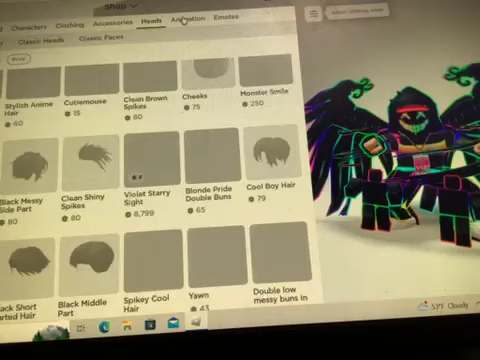 Shop
Characters Clothing Accessories Heads Animation Emotes
Classic Heads Classic Faces
Stylish Anime Hair
60
Cutiemouse
15
Clean Brown Spikes
80
Cheeks
75
Monster Smile
250
Black Messy Side Part
80
Clean Shiny Spikes
80
Violet Starry Sight
8,799
Blonde Pride Double Buns
65
Cool Boy Hair
79
Black Middle Part
Spikey Cool Hair
Yawn
43
Double low messy buns in
53°F Cloudy